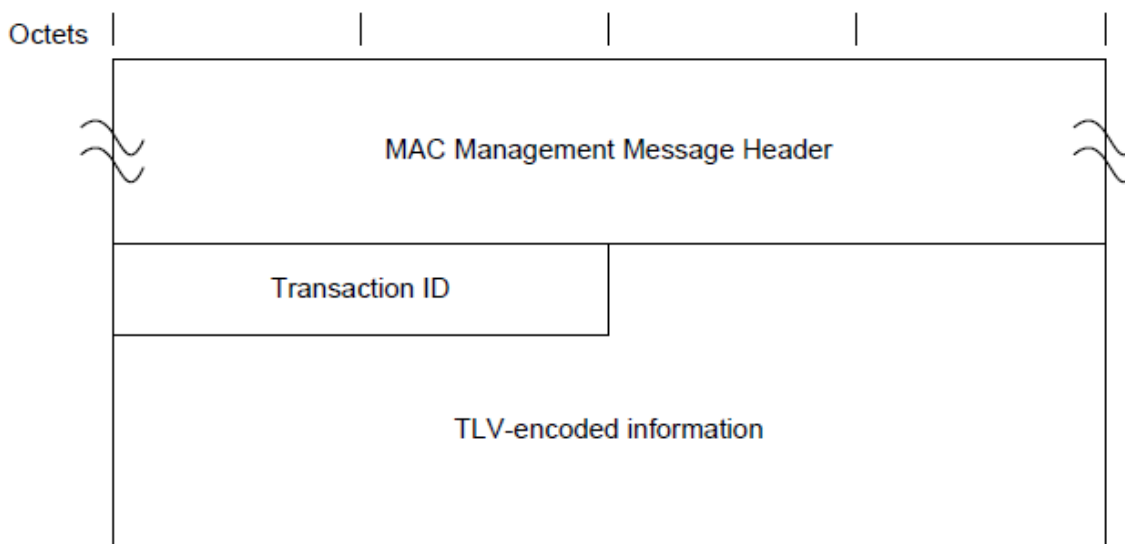 Octets
MAC Management Message Header
Transaction ID
TLV-encoded information